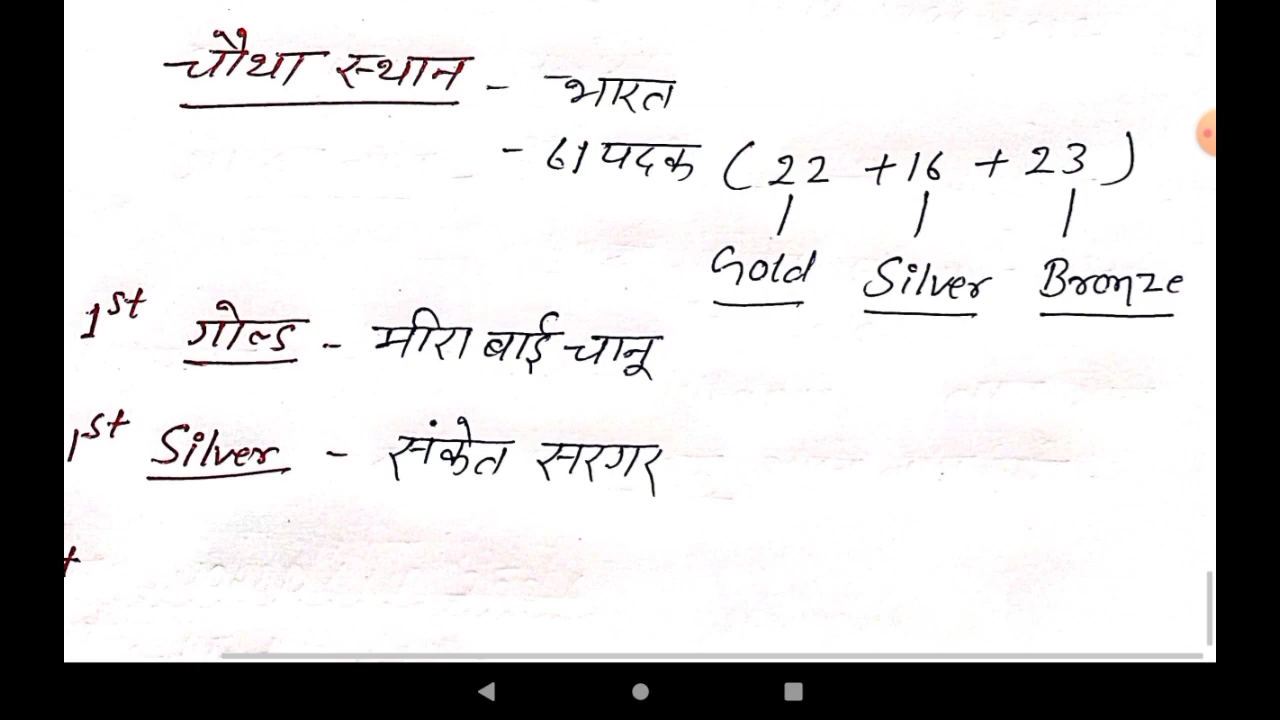 चौथा स्थान - भारत
- 61 पदक (22 + 16 + 23)
Gold Silver Bronze
1st गोल्ड - मीरा बाई चानू
1st Silver - संकेत सरगर